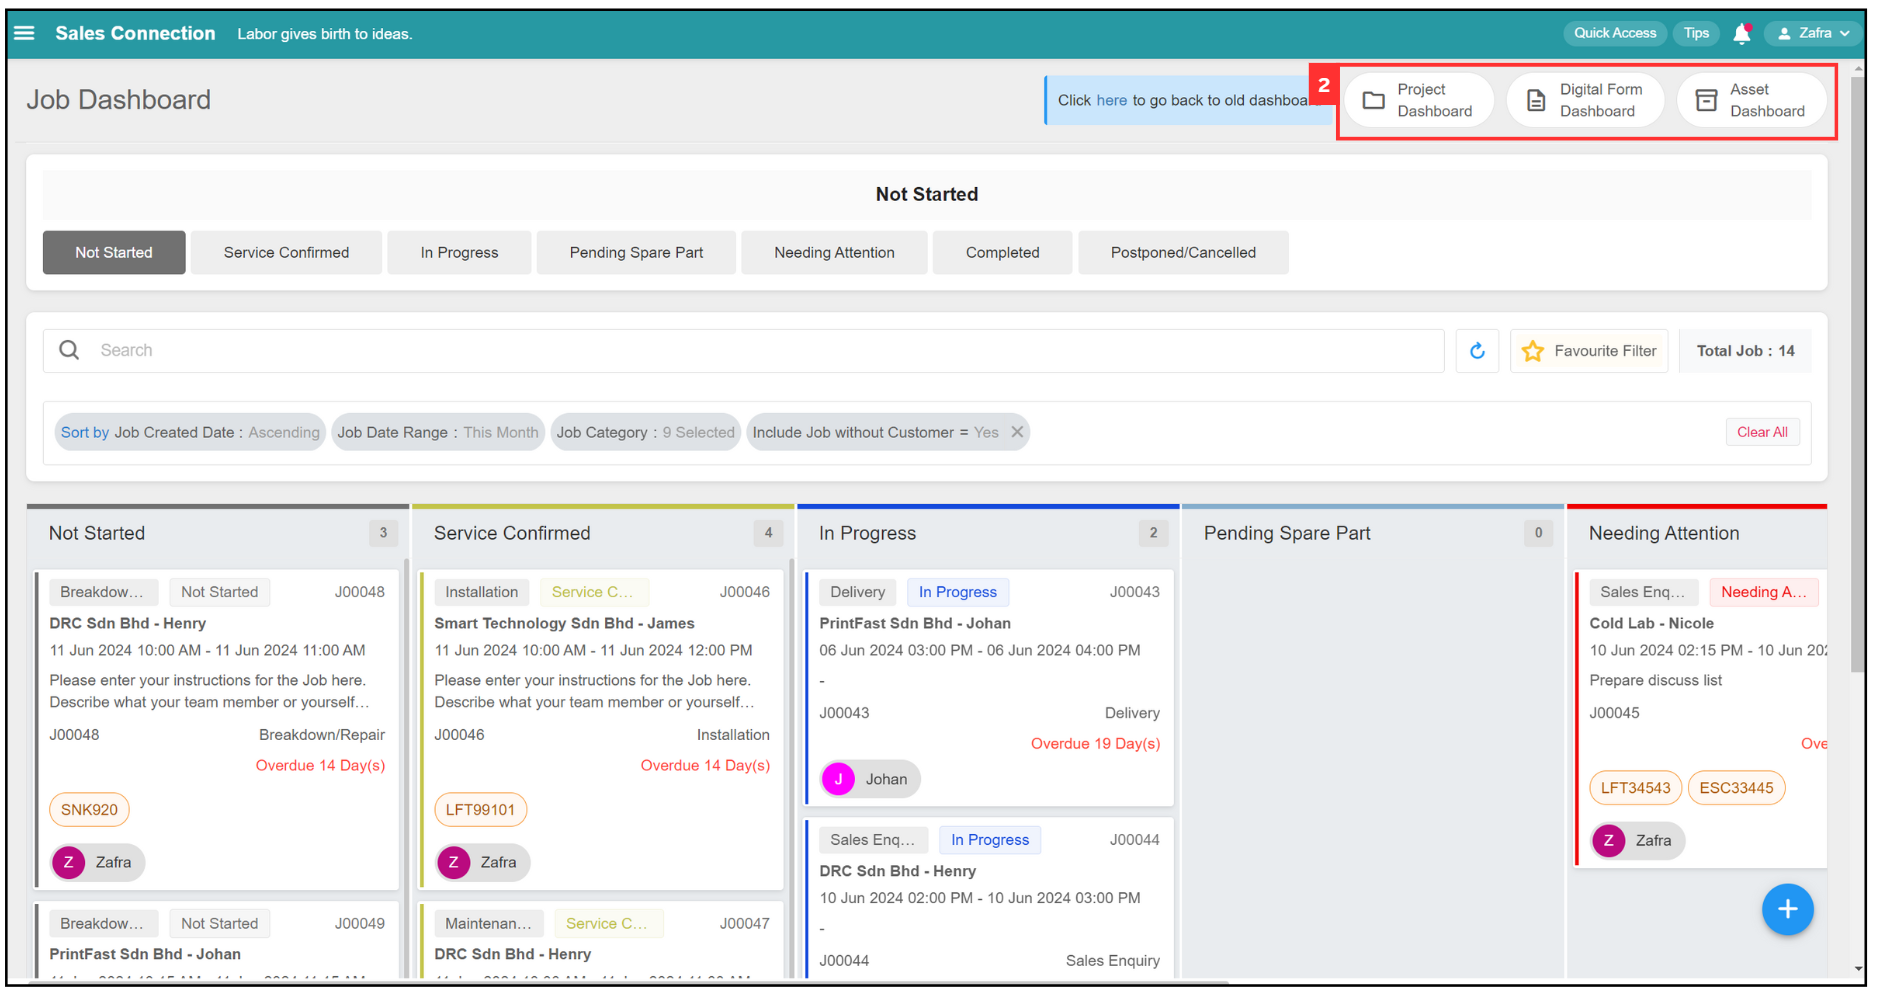 Sales Connection Labor gives birth to ideas. Quick Access Tips Zafra
Job Dashboard
Click here to go back to old dashboa
2
Project Dashboard
Digital Form Dashboard
Asset Dashboard
Not Started
Not Started Service Confirmed In Progress Pending Spare Part Needing Attention Completed Postponed/Cancelled
Search Favourite Filter Total Job : 14
Sort by Job Created Date : Ascending Job Date Range : This Month Job Category : 9 Selected Include Job without Customer = Yes Clear All
Not Started 3
Breakdow... Not Started J00048
DRC Sdn Bhd - Henry
11 Jun 2024 10:00 AM - 11 Jun 2024 11:00 AM
Please enter your instructions for the Job here.
Describe what your team member or yourself...
J00048 Breakdown/Repair
Overdue 14 Day(s)
SNK920
Z Zafra
Breakdow... Not Started J00049
PrintFast Sdn Bhd - Johan
Service Confirmed 4
Installation Service C... J00046
Smart Technology Sdn Bhd - James
11 Jun 2024 10:00 AM - 11 Jun 2024 12:00 PM
Please enter your instructions for the Job here.
Describe what your team member or yourself...
J00046 Installation
Overdue 14 Day(s)
LFT99101
Z Zafra
Maintenan... Service C... J00047
DRC Sdn Bhd - Henry
In Progress 2
Delivery In Progress J00043
PrintFast Sdn Bhd - Johan
06 Jun 2024 03:00 PM - 06 Jun 2024 04:00 PM
-
J00043 Delivery
Overdue 19 Day(s)
J Johan
Sales Enq... In Progress J00044
DRC Sdn Bhd - Henry
10 Jun 2024 02:00 PM - 10 Jun 2024 03:00 PM
-
J00044 Sales Enquiry
Pending Spare Part 0
Needing Attention
Sales Enq... Needing A...
Cold Lab - Nicole
10 Jun 2024 02:15 PM - 10 Jun 202
Prepare discuss list
J00045
Ove
LFT34543 ESC33445
Z Zafra